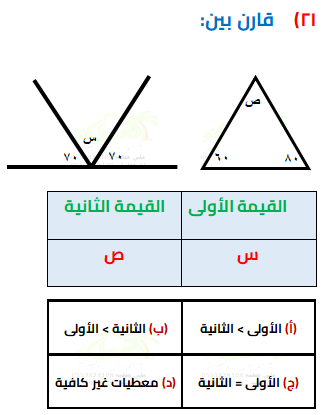 ٢١) قارن بين:
ص
س
٦٠ ٨٠
٧٠ ٧٠
القيمة الأولى القيمة الثانية
س ص
(أ) الأولى > الثانية (ب) الثانية > الأولى
(ج) الأولى = الثانية (د) معطيات غير كافية